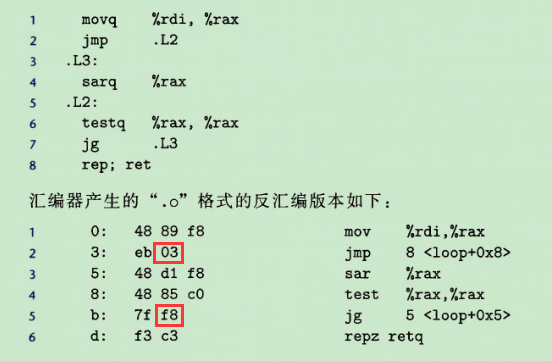 1 movq %rdi, %rax
2 jmp .L2
3 .L3:
4 sarq %rax
5 .L2:
6 testq %rax, %rax
7 jg .L3
8 rep; ret
汇编器产生的“.o”格式的反汇编版本如下：
1 0: 48 89 f8 mov %rdi,%rax
2 3: eb 03 jmp 8 <loop+0x8>
3 5: 48 d1 f8 sar %rax
4 8: 48 85 c0 test %rax,%rax
5 b: 7f f8 jg 5 <loop+0x5>
6 d: f3 c3 repz retq